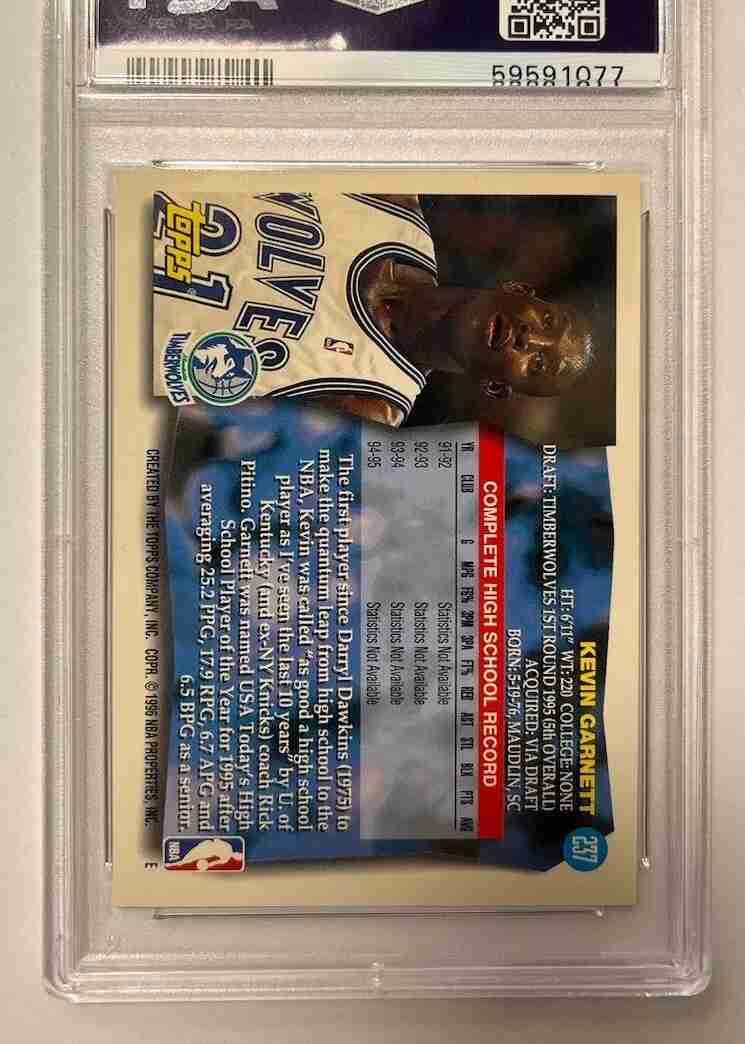 59591077
KEVIN GARNETT
237
HT: 6'11" WT: 220 COLLEGE: NONE
ACQUIRED: VIA DRAFT
DRAFT: TIMBERWOLVES 1ST ROUND 1995 (5th OVERALL)
BORN: 5-19-76, MAUDLIN, SC
COMPLETE HIGH SCHOOL RECORD
YR CLUB G MPG FG% 3PM 3PA FT% REB AST STL BLK PTS AVG
91-92 Statistics Not Available
92-93 Statistics Not Available
93-94 Statistics Not Available
94-95 Statistics Not Available
The first player since Darryl Dawkins (1975) to
make the quantum leap from high school to the
NBA, Kevin was called "as good a high school
player as I've seen the last 10 years" by U. of
Kentucky (and ex-NY Knicks) coach Rick
Pitino. Garnett was named USA Today's High
School Player of the Year for 1995 after
averaging 25.2 PPG, 17.9 RPG, 6.7 APG and
6.5 BPG as a senior.
WOLVES
21
TOPPS
TIMBERWOLVES
NBA
CREATED BY THE TOPPS COMPANY, INC. COPR. © 1996 NBA PROPERTIES, INC. E